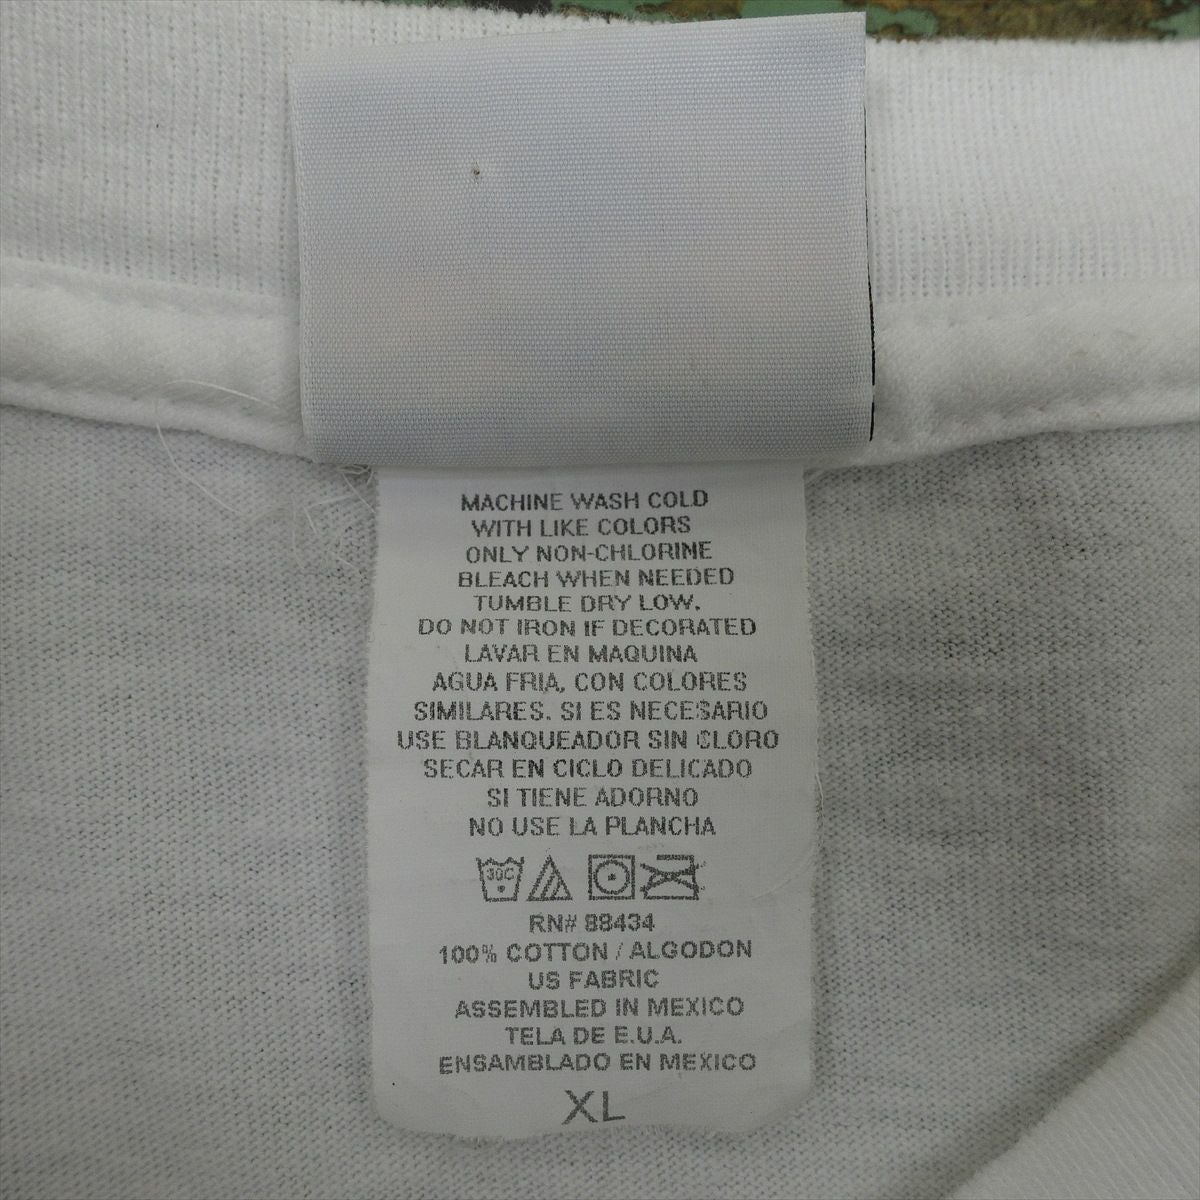 MACHINE WASH COLD
WITH LIKE COLORS
ONLY NON-CHLORINE
BLEACH WHEN NEEDED
TUMBLE DRY LOW.
DO NOT IRON IF DECORATED
LAVAR EN MAQUINA
AGUA FRIA, CON COLORES
SIMILARES. SI ES NECESARIO
USE BLANQUEADOR SIN CLORO
SECAR EN CICLO DELICADO
SI TIENE ADORNO
NO USE LA PLANCHA
30C
RN# 88434
100% COTTON / ALGODON
US FABRIC
ASSEMBLED IN MEXICO
TELA DE E.U.A.
ENSAMBLADO EN MEXICO
XL